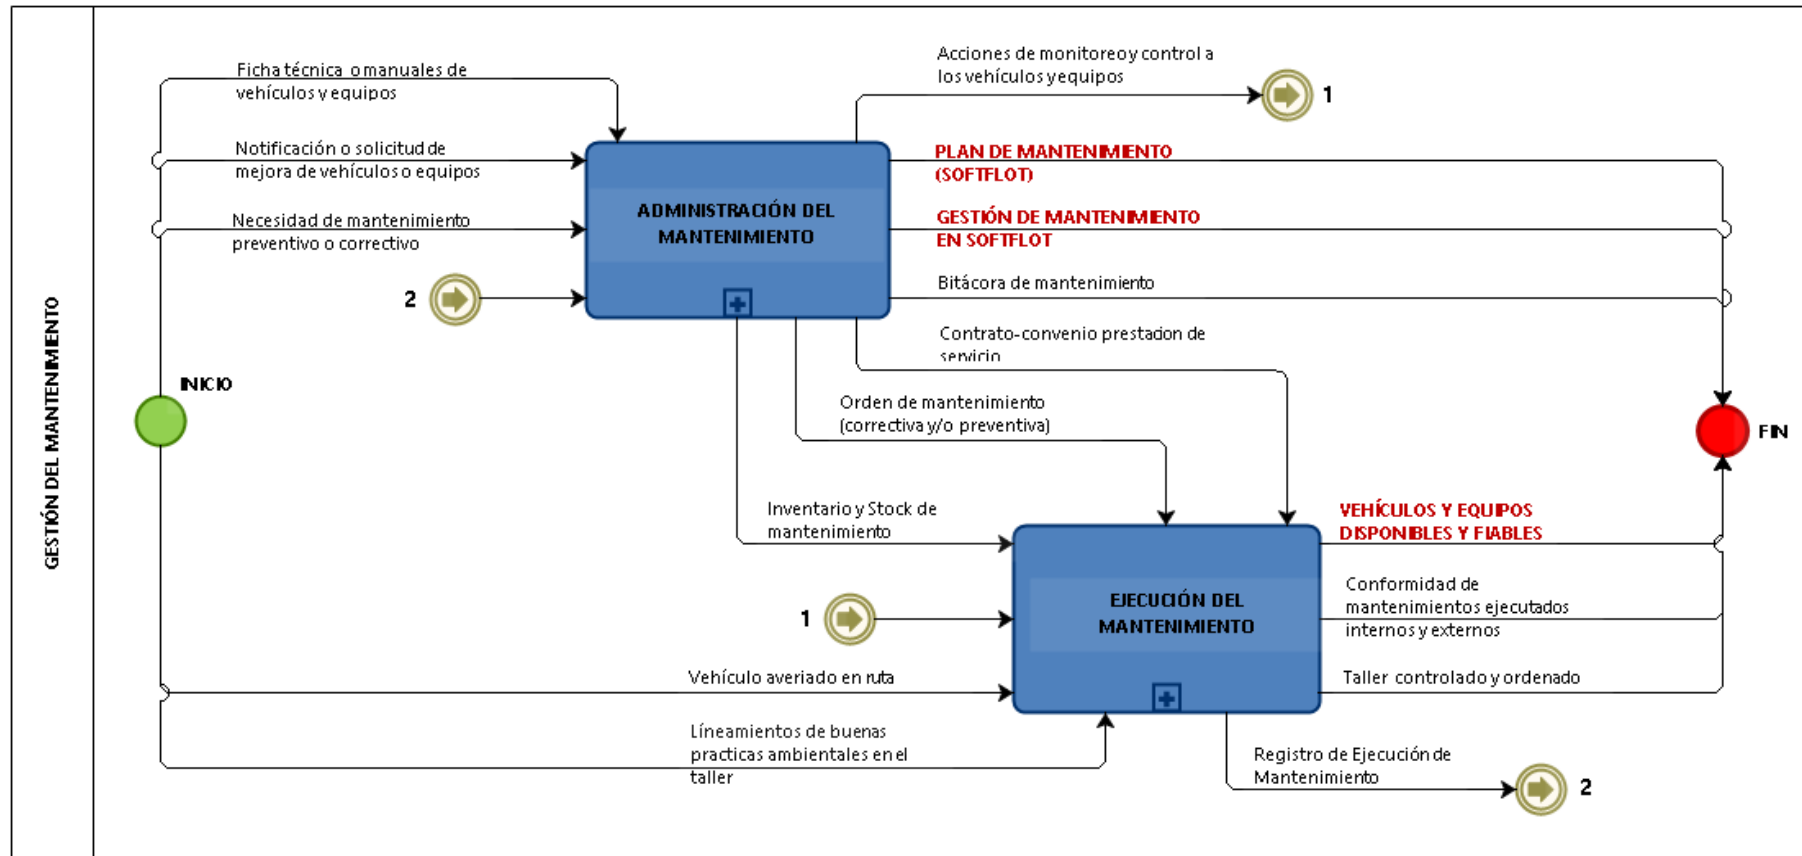 GESTIÓN DEL MANTENIMIENTO
Ficha técnica o manuales de
vehículos y equipos
Acciones de monitoreo y control a
los vehículos y equipos
1
Notificación o solicitud de
mejora de vehículos o equipos
PLAN DE MANTENIMIENTO
(SOFTFLOT)
ADMINISTRACIÓN DEL
MANTENIMIENTO
Necesidad de mantenimiento
preventivo o correctivo
GESTIÓN DE MANTENIMIENTO
EN SOFTFLOT
2
Bitácora de mantenimiento
Contrato-convenio prestacion de
servicio
INICIO
Orden de mantenimiento
(correctiva y/o preventiva)
FIN
Inventario y Stock de
mantenimiento
VEHÍCULOS Y EQUIPOS
DISPONIBLES Y FIABLES
1
EJECUCIÓN DEL
MANTENIMIENTO
Conformidad de
mantenimientos ejecutados
internos y externos
Vehículo averiado en ruta
Taller controlado y ordenado
Líneamientos de buenas
practicas ambientales en el
taller
Registro de Ejecución de
Mantenimiento
2